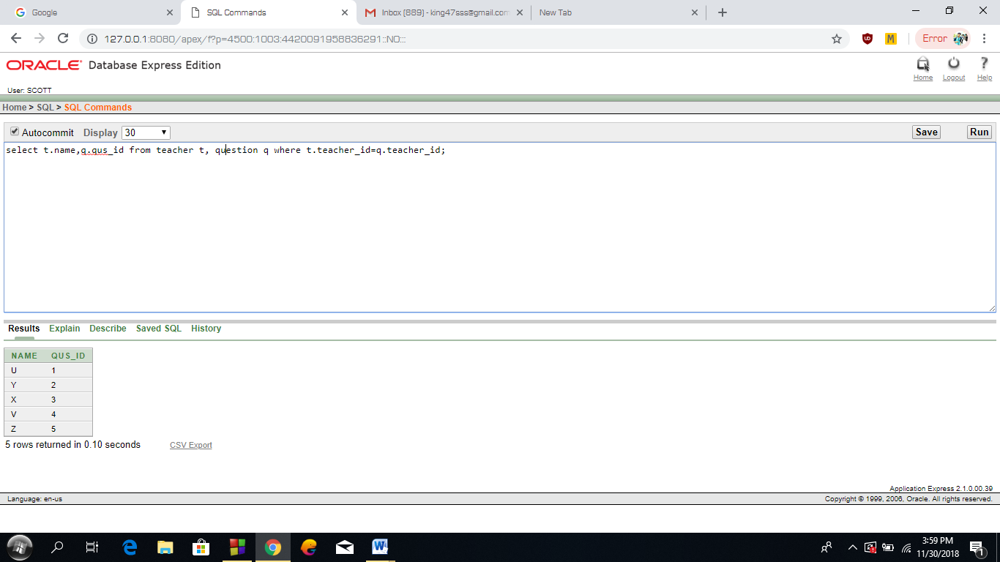 Google
SQL Commands
Inbox (889) - king47sss@gmail.com
New Tab
127.0.0.1:8080/apex/f?p=4500:1003:4420091958836291::NO:::
Error
ORACLE Database Express Edition
Home Logout Help
User: SCOTT
Home > SQL > SQL Commands
Autocommit Display 30 Save Run
select t.name,q.qus_id from teacher t, question q where t.teacher_id=q.teacher_id;
Results Explain Describe Saved SQL History
NAME QUS_ID
U 1
Y 2
X 3
V 4
Z 5
5 rows returned in 0.10 seconds CSV Export
Application Express 2.1.0.00.39
Language: en-us Copyright © 1999, 2006, Oracle. All rights reserved.
3:59 PM
11/30/2018
1